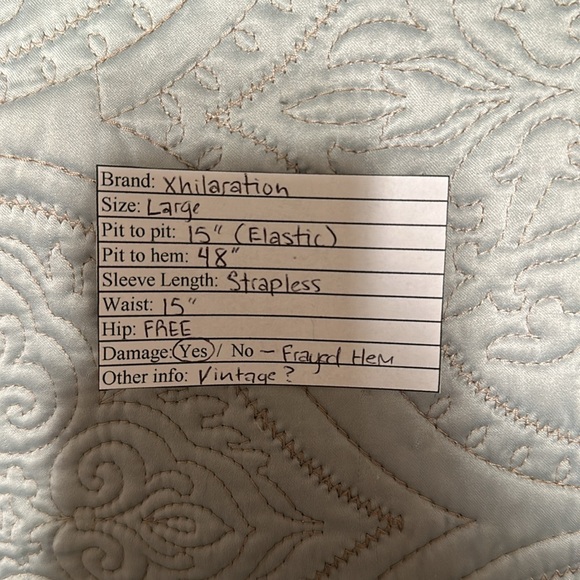 Brand: Xhilaration
Size: Large
Pit to pit: 15" (Elastic)
Pit to hem: 48"
Sleeve Length: Strapless
Waist: 15"
Hip: FREE
Damage: Yes / No – Frayed Hem
Other info: Vintage?